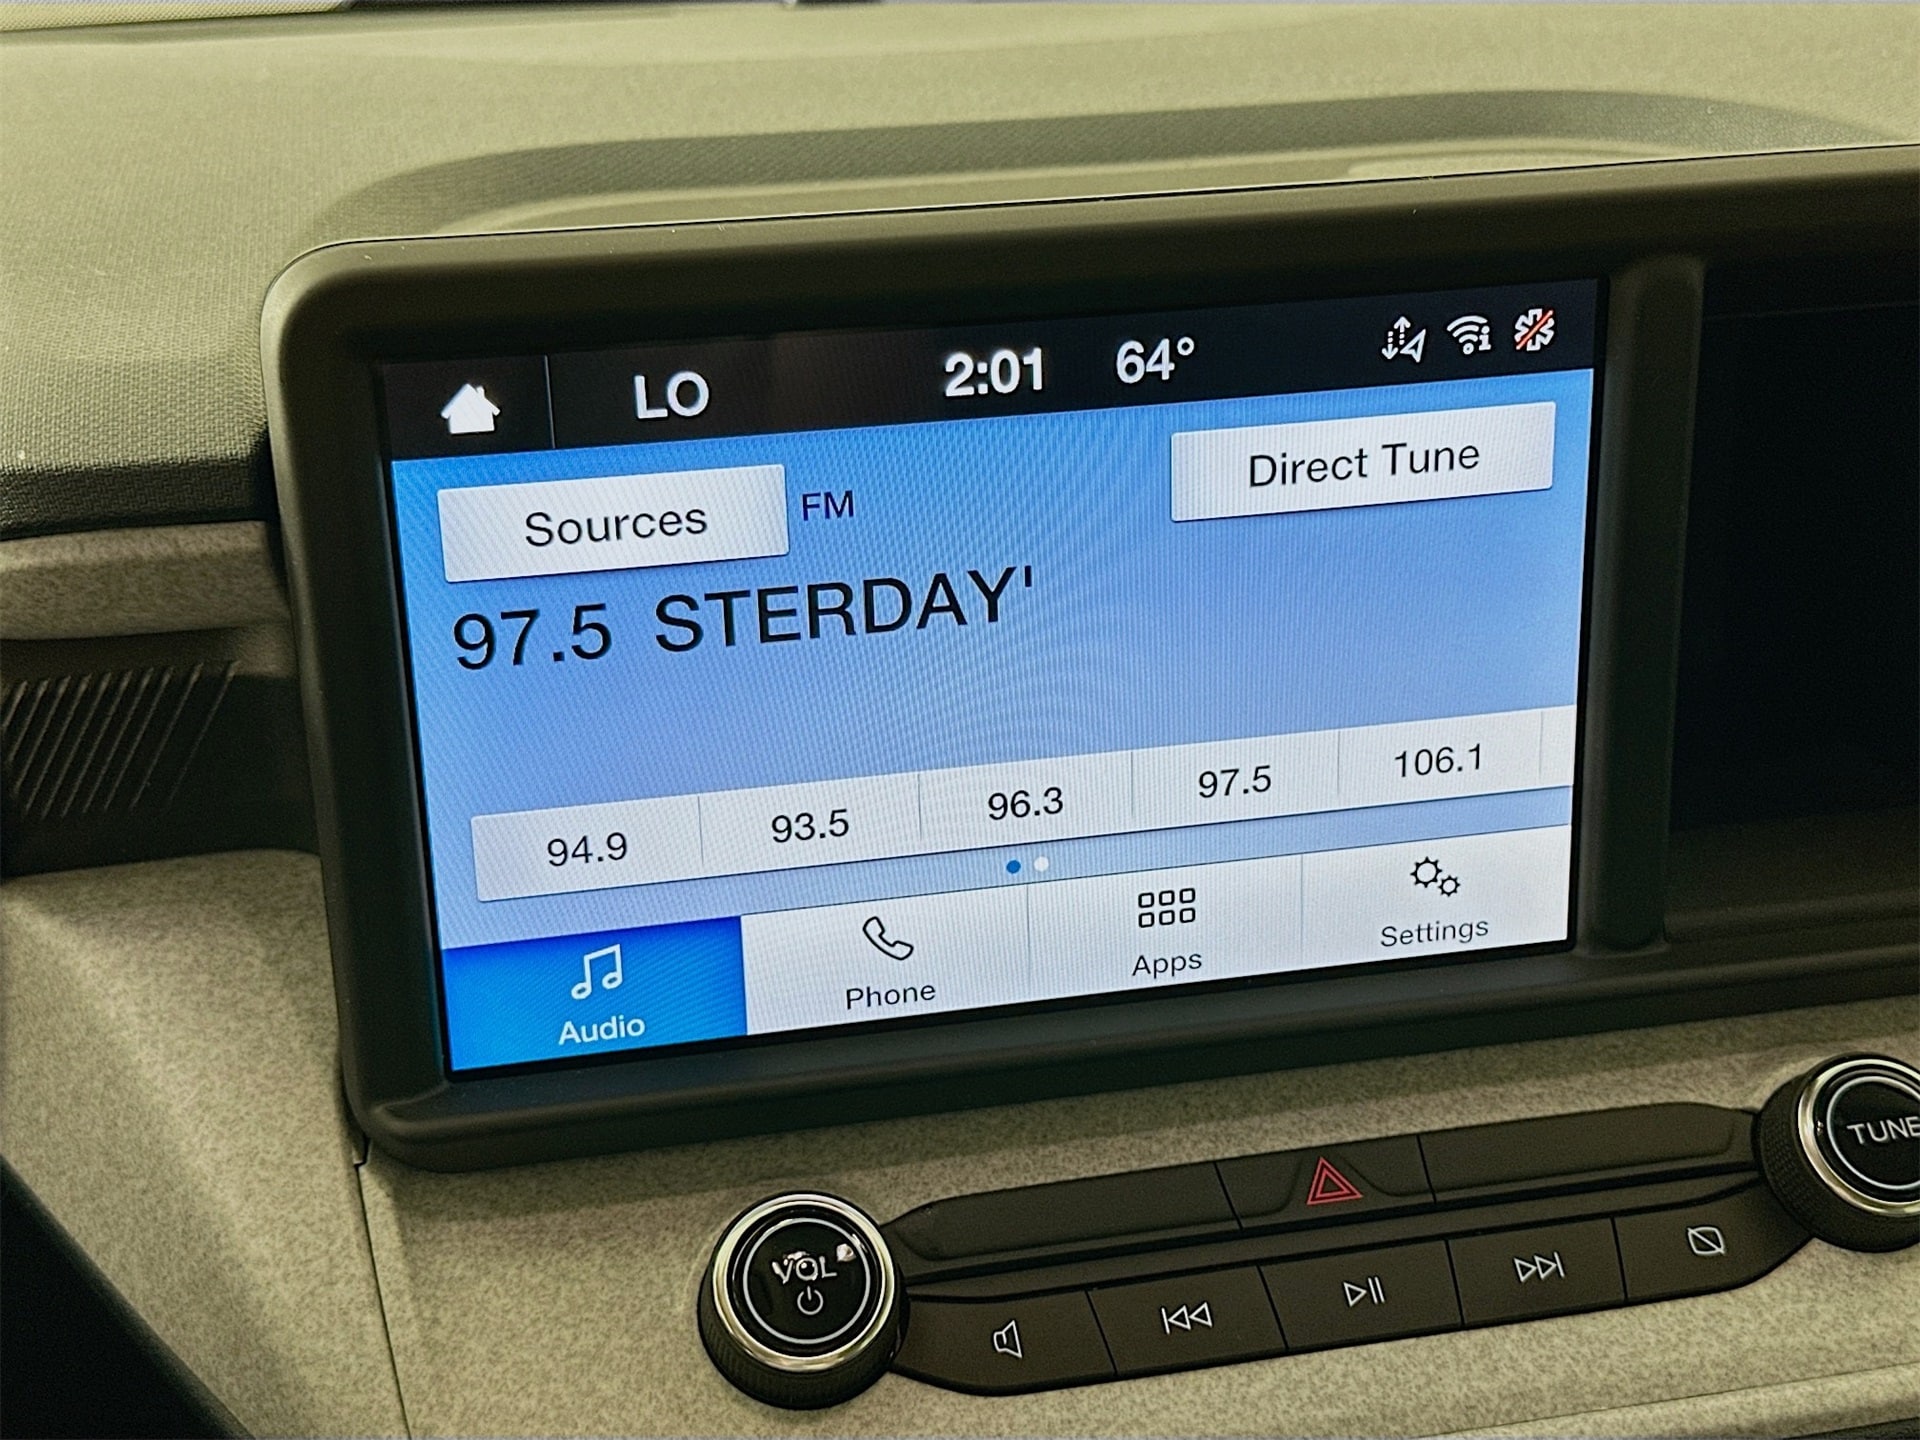 LO 2:01 64°
Sources FM Direct Tune
97.5 STERDAY'
94.9 93.5 96.3 97.5 106.1
Audio Phone Apps Settings
VOL
TUNE